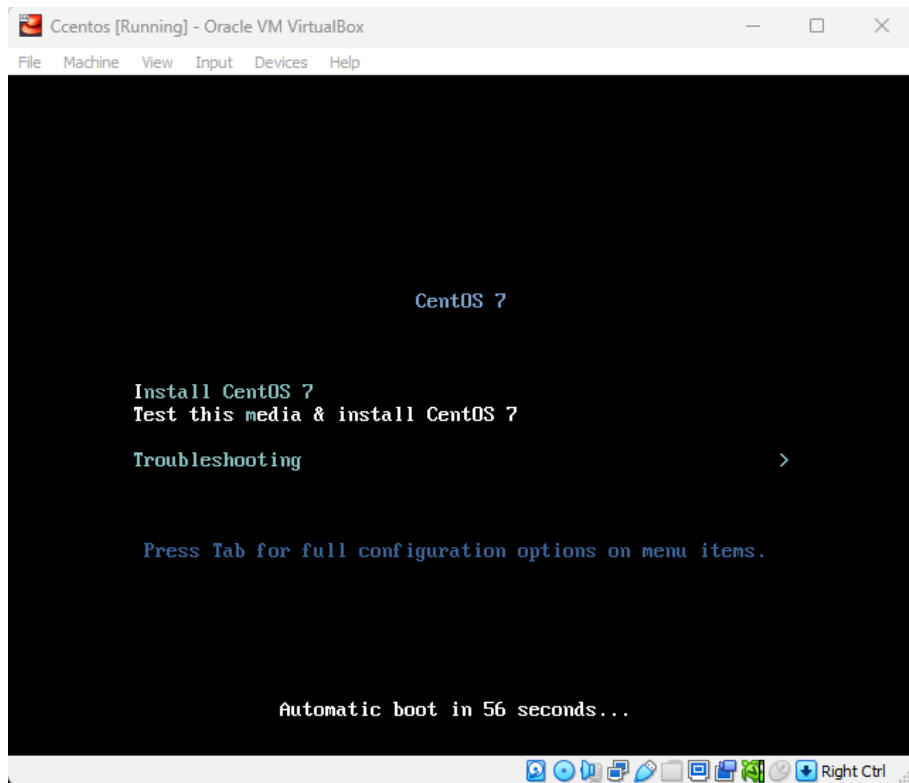 Ccentos [Running] - Oracle VM VirtualBox
File Machine View Input Devices Help
CentOS 7
Install CentOS 7
Test this media & install CentOS 7
Troubleshooting >
Press Tab for full configuration options on menu items.
Automatic boot in 56 seconds...
Right Ctrl